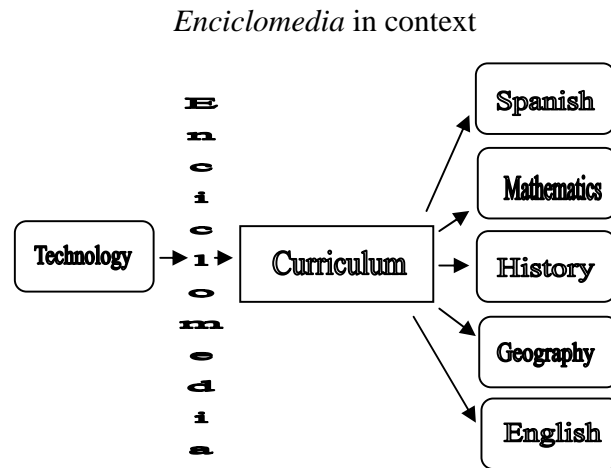 Enciclomedia in context
Enciclomedia
Technology
Curriculum
Spanish
Mathematics
History
Geography
English